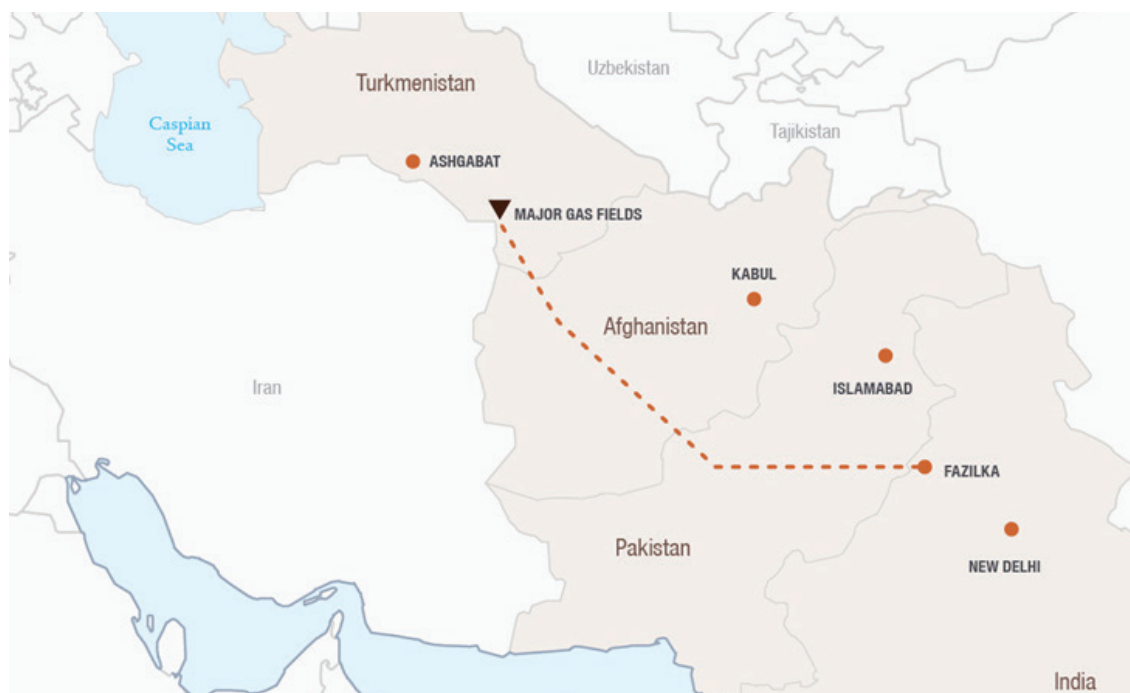 Uzbekistan
Turkmenistan
Caspian
Sea
Tajikistan
ASHGABAT
MAJOR GAS FIELDS
KABUL
Afghanistan
Iran
ISLAMABAD
FAZILKA
Pakistan
NEW DELHI
India